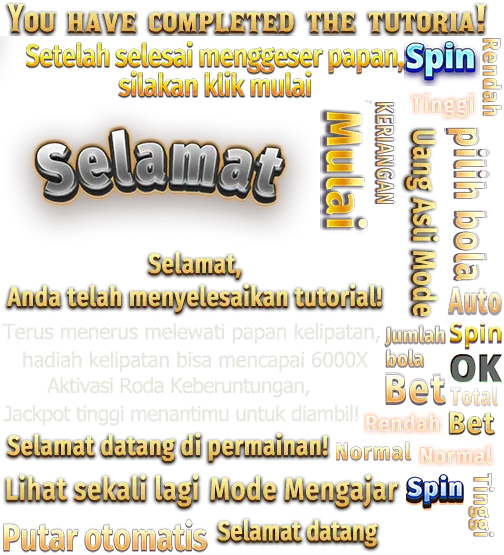 You have completed the tutoria!
Setelah selesai menggeser papan,
silakan klik mulai
Spin
Rendah
Tinggi
KERIANGAN
Mulai
Uang Asli Mode
pilih bola
Selamat
Selamat,
Anda telah menyelesaikan tutorial!
Auto
Terus menerus melewati papan kelipatan,
hadiah kelipatan bisa mencapai 6000X
Aktivasi Roda Keberuntungan,
Jackpot tinggi menantimu untuk diambil!
Jumlah
bola
Spin
OK
Bet
Total
Rendah
Bet
Selamat datang di permainan!
Normal
Normal
Lihat sekali lagi
Mode Mengajar
Spin
Tinggi
Putar otomatis
Selamat datang